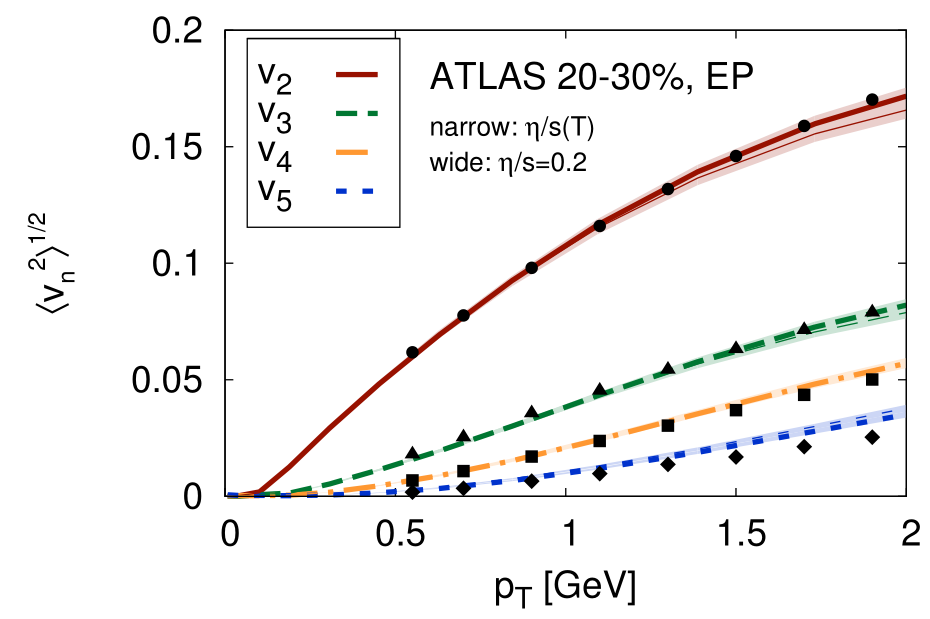 0.2
0.15
0.1
0.05
0
⟨vₙ²⟩¹/²
v₂
v₃
v₄
v₅
ATLAS 20-30%, EP
narrow: η/s(T)
wide: η/s=0.2
0 0.5 1 1.5 2
p_T [GeV]